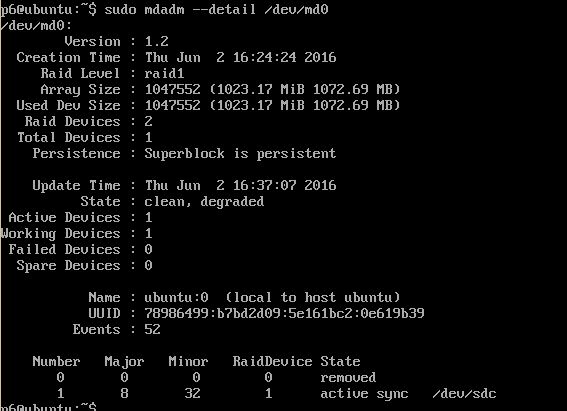 p6@ubuntu:~$ sudo mdadm --detail /dev/md0
/dev/md0:
Version : 1.2
Creation Time : Thu Jun  2 16:24:24 2016
Raid Level : raid1
Array Size : 1047552 (1023.17 MiB 1072.69 MB)
Used Dev Size : 1047552 (1023.17 MiB 1072.69 MB)
Raid Devices : 2
Total Devices : 1
Persistence : Superblock is persistent
Update Time : Thu Jun  2 16:37:07 2016
State : clean, degraded
Active Devices : 1
Working Devices : 1
Failed Devices : 0
Spare Devices : 0
Name : ubuntu:0  (local to host ubuntu)
UUID : 78986499:b7bd2d09:5e161bc2:0e619b39
Events : 52
Number   Major   Minor   RaidDevice State
0       0        0        0      removed
1       8       32        1      active sync   /dev/sdc
p6@ubuntu:~$